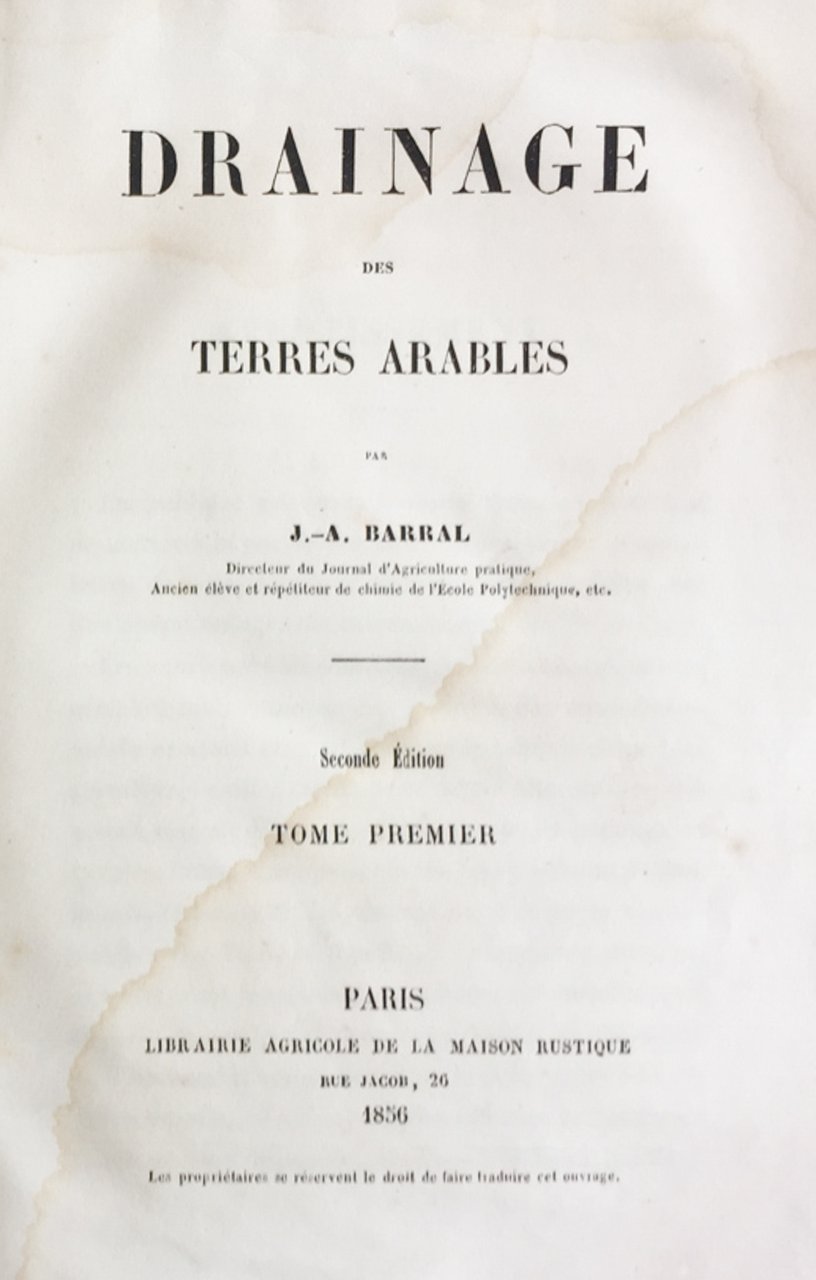 DRAINAGE
DES
TERRES ARABLES
PAR
J.-A. BARRAL
Directeur du Journal d'Agriculture pratique,
Ancien élève et répétiteur de chimie de l'École Polytechnique, etc.
Seconde Édition
TOME PREMIER
PARIS
LIBRAIRIE AGRICOLE DE LA MAISON RUSTIQUE
RUE JACOB, 26
1856
Les propriétaires se réservent le droit de faire traduire cet ouvrage.